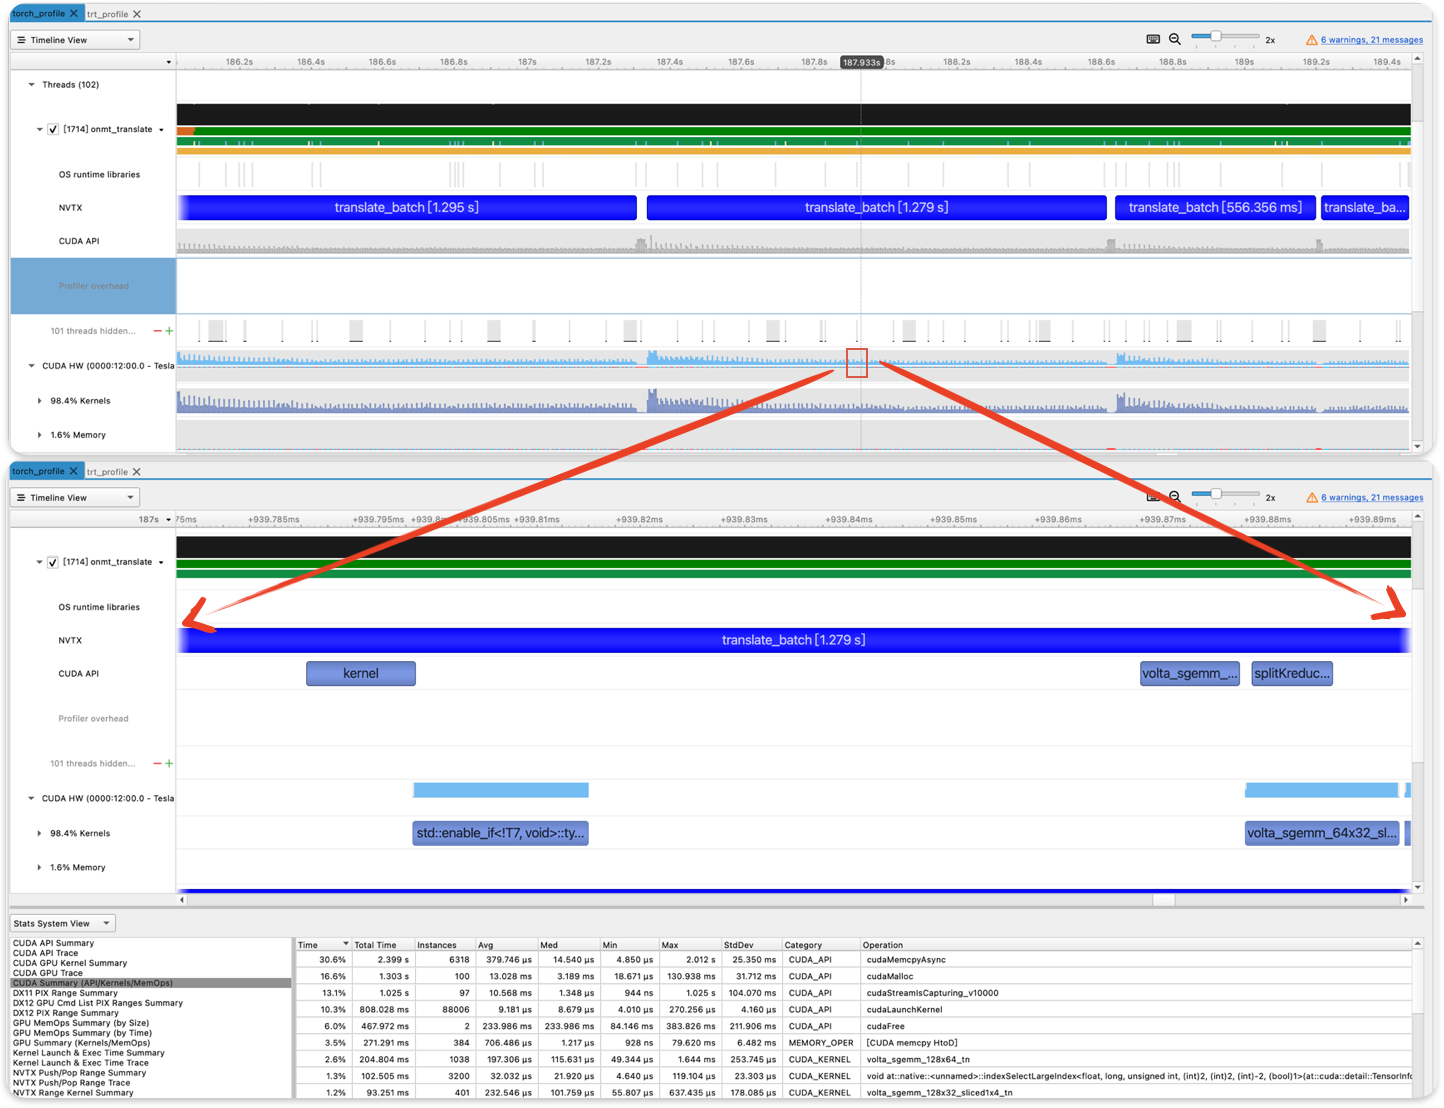 torch_profile trt_profile
Timeline View 2x 6 warnings, 21 messages
186.2s 186.4s 186.6s 186.8s 187s 187.2s 187.4s 187.6s 187.8s 187.933s 8s 188.2s 188.4s 188.6s 188.8s 189s 189.2s 189.4s
Threads (102)
[1714] onmt_translate
OS runtime libraries
NVTX translate_batch [1.295 s] translate_batch [1.279 s] translate_batch [556.356 ms] translate_ba...
CUDA API
Profiler overhead
101 threads hidden...
CUDA HW (0000:12:00.0 - Tesla
98.4% Kernels
1.6% Memory
torch_profile trt_profile
Timeline View 2x 6 warnings, 21 messages
187s 75ms +939.785ms +939.795ms +939.8 +939.805ms +939.81ms +939.82ms +939.83ms +939.84ms +939.85ms +939.86ms +939.87ms +939.88ms +939.89ms
[1714] onmt_translate
OS runtime libraries
NVTX translate_batch [1.279 s]
CUDA API kernel volta_sgemm_... splitKreduc...
Profiler overhead
101 threads hidden...
CUDA HW (0000:12:00.0 - Tesla
98.4% Kernels std::enable_if<!T7, void>::ty... volta_sgemm_64x32_sl...
1.6% Memory
Stats System View
CUDA API Summary
CUDA API Trace
CUDA GPU Kernel Summary
CUDA GPU Trace
CUDA Summary (API/Kernels/MemOps)
DX11 PIX Range Summary
DX12 GPU Cmd List PIX Ranges Summary
DX12 PIX Range Summary
GPU MemOps Summary (by Size)
GPU MemOps Summary (by Time)
GPU Summary (Kernels/MemOps)
Kernel Launch & Exec Time Summary
Kernel Launch & Exec Time Trace
NVTX Push/Pop Range Summary
NVTX Push/Pop Range Trace
NVTX Range Kernel Summary
Time Total Time Instances Avg Med Min Max StdDev Category Operation
30.6% 2.399 s 6318 379.746 μs 14.540 μs 4.850 μs 2.012 s 25.350 ms CUDA_API cudaMemcpyAsync
16.6% 1.303 s 100 13.028 ms 3.189 ms 18.671 μs 130.938 ms 31.712 ms CUDA_API cudaMalloc
13.1% 1.025 s 97 10.568 ms 1.348 μs 944 ns 1.025 s 104.070 ms CUDA_API cudaStreamIsCapturing_v10000
10.3% 808.028 ms 88006 9.181 μs 8.679 μs 4.010 μs 270.256 μs 4.160 μs CUDA_API cudaLaunchKernel
6.0% 467.972 ms 2 233.986 ms 233.986 ms 84.146 ms 383.826 ms 211.906 ms CUDA_API cudaFree
3.5% 271.291 ms 384 706.486 μs 1.217 μs 928 ns 79.620 ms 6.482 ms MEMORY_OPER [CUDA memcpy HtoD]
2.6% 204.804 ms 1038 197.306 μs 115.631 μs 49.344 μs 1.644 ms 253.745 μs CUDA_KERNEL volta_sgemm_128x64_tn
1.3% 102.505 ms 3200 32.032 μs 21.920 μs 4.640 μs 119.104 μs 23.303 μs CUDA_KERNEL void at::native::<unnamed>::indexSelectLargeIndex<float, long, unsigned int, (int)2, (int)2, (int)-2, (bool)1>(at::cuda::detail::TensorInfo
1.2% 93.251 ms 401 232.546 μs 101.759 μs 55.807 μs 637.435 μs 178.085 μs CUDA_KERNEL volta_sgemm_128x32_sliced1x4_tn